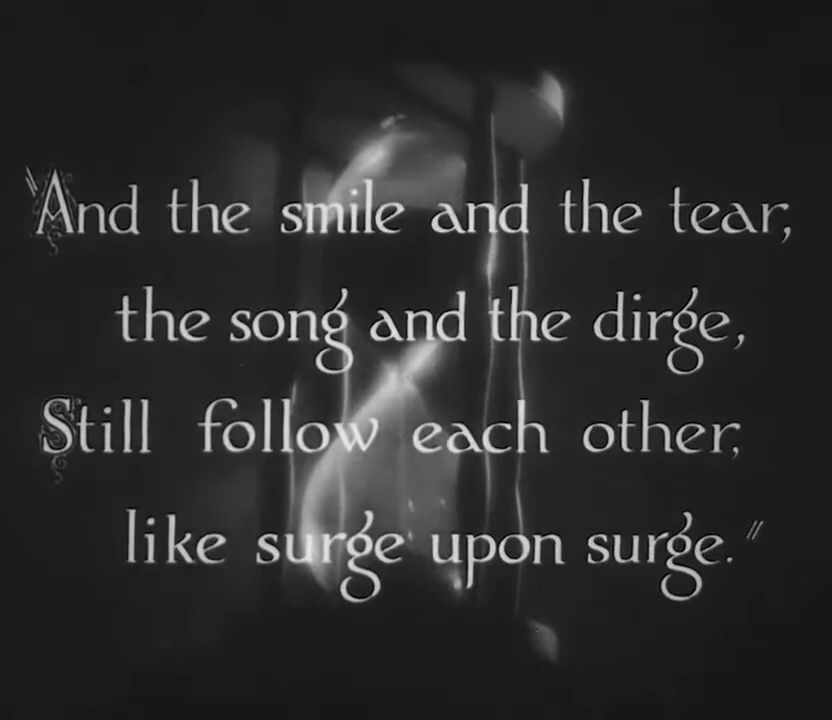 "And the smile and the tear,
the song and the dirge,
Still follow each other,
like surge upon surge."